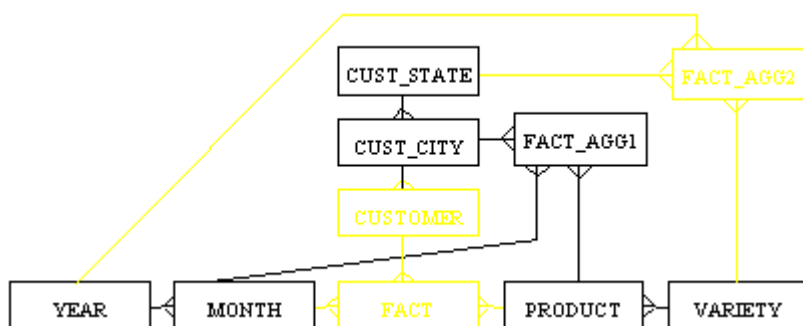 CUST_STATE
FACT_AGG2
CUST_CITY
FACT_AGG1
CUSTOMER
YEAR
MONTH
FACT
PRODUCT
VARIETY